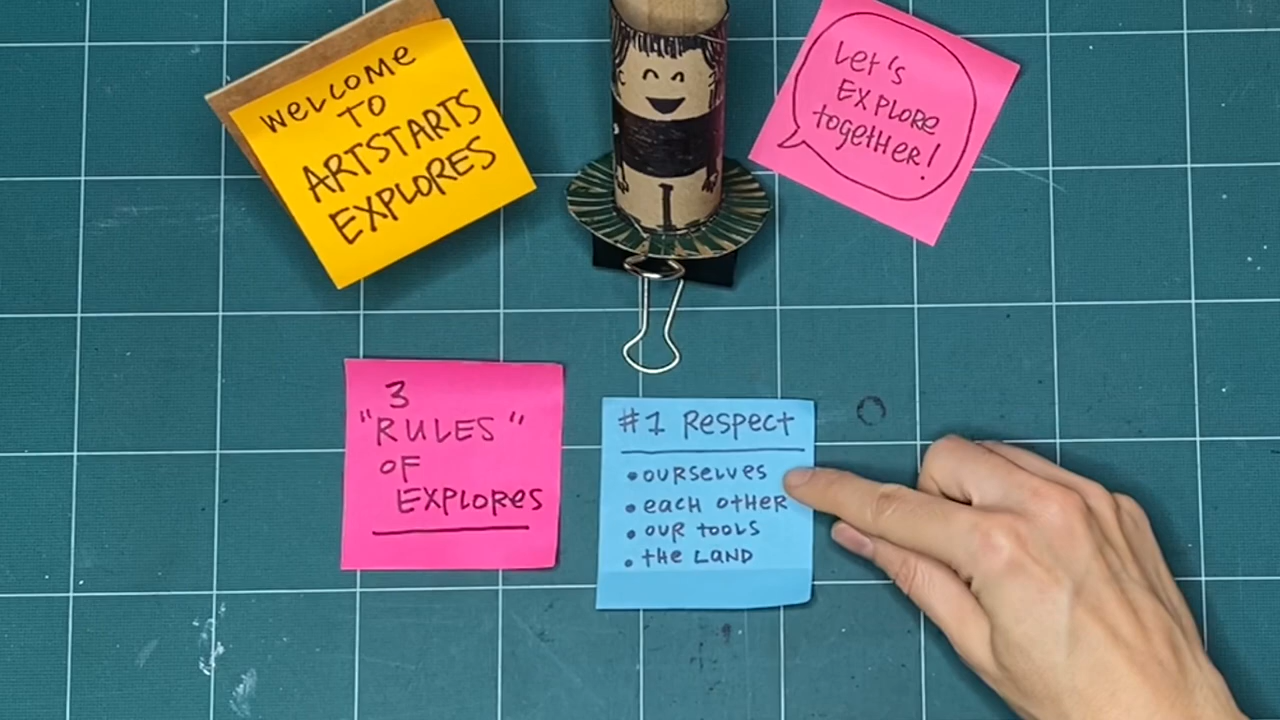 WELCOME
TO
ARTSTARTS
EXPLORES
Let's
EXPLORE
together!
3
"RULES"
OF
EXPLORES
#1 Respect
• OURSELVES
• EACH OTHER
• OUR TOOLS
• THE LAND